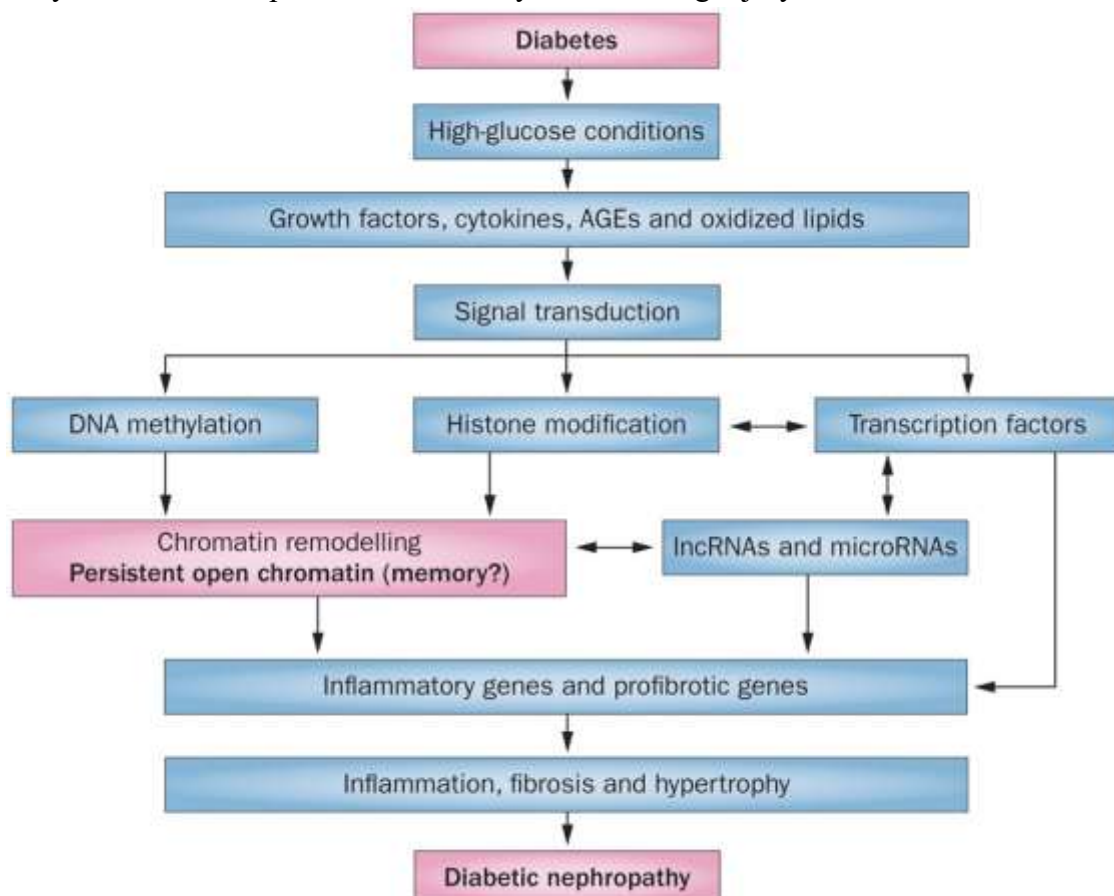 Diabetes
High-glucose conditions
Growth factors, cytokines, AGEs and oxidized lipids
Signal transduction
DNA methylation
Histone modification
Transcription factors
Chromatin remodelling
Persistent open chromatin (memory?)
lncRNAs and microRNAs
Inflammatory genes and profibrotic genes
Inflammation, fibrosis and hypertrophy
Diabetic nephropathy